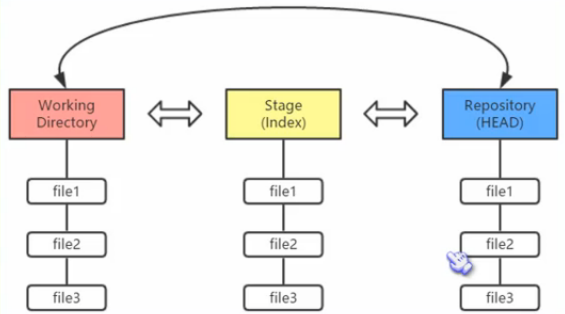 Working
Directory
Stage
(Index)
Repository
(HEAD)
file1
file1
file1
file2
file2
file2
file3
file3
file3